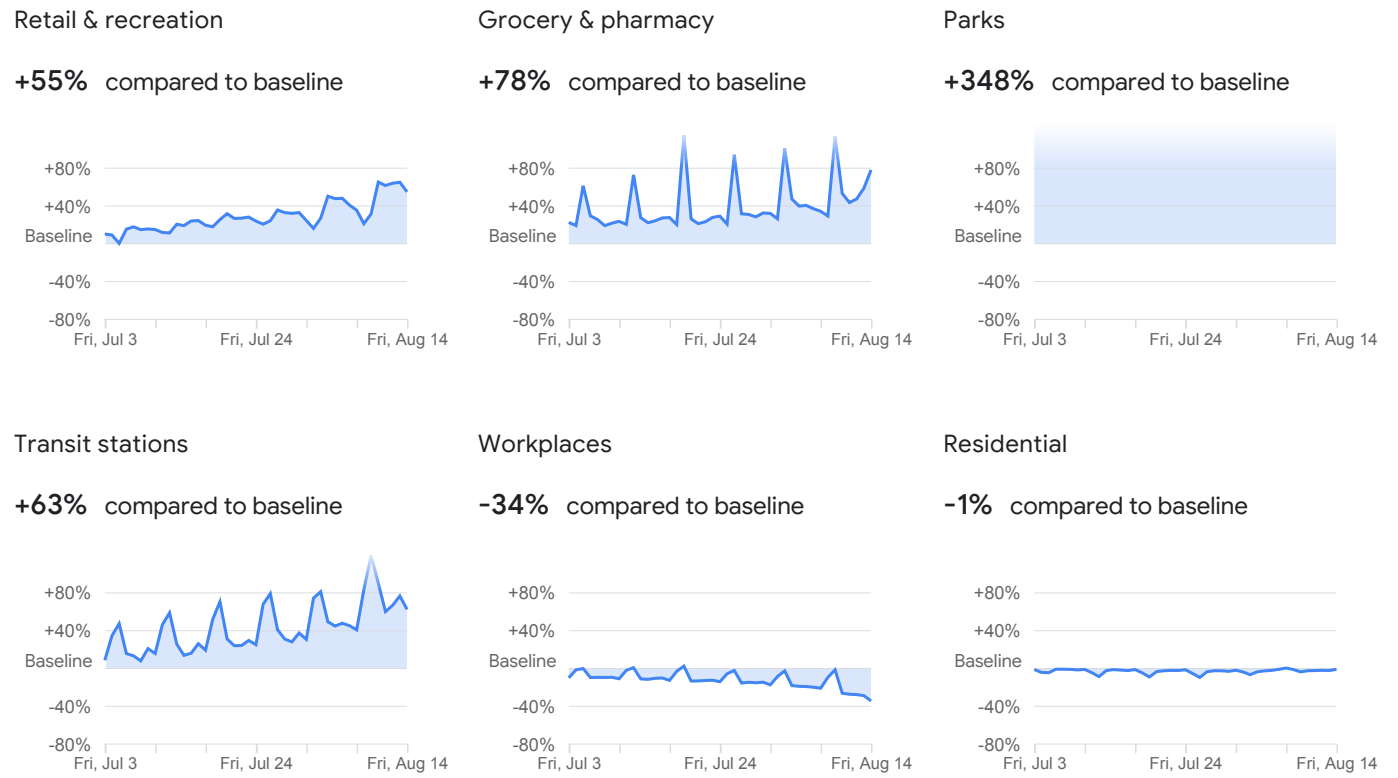 Retail & recreation
+55% compared to baseline
+80%
+40%
Baseline
-40%
-80%
Fri, Jul 3
Fri, Jul 24
Fri, Aug 14
Grocery & pharmacy
+78% compared to baseline
+80%
+40%
Baseline
-40%
-80%
Fri, Jul 3
Fri, Jul 24
Fri, Aug 14
Parks
+348% compared to baseline
+80%
+40%
Baseline
-40%
-80%
Fri, Jul 3
Fri, Jul 24
Fri, Aug 14
Transit stations
+63% compared to baseline
+80%
+40%
Baseline
-40%
-80%
Fri, Jul 3
Fri, Jul 24
Fri, Aug 14
Workplaces
-34% compared to baseline
+80%
+40%
Baseline
-40%
-80%
Fri, Jul 3
Fri, Jul 24
Fri, Aug 14
Residential
-1% compared to baseline
+80%
+40%
Baseline
-40%
-80%
Fri, Jul 3
Fri, Jul 24
Fri, Aug 14